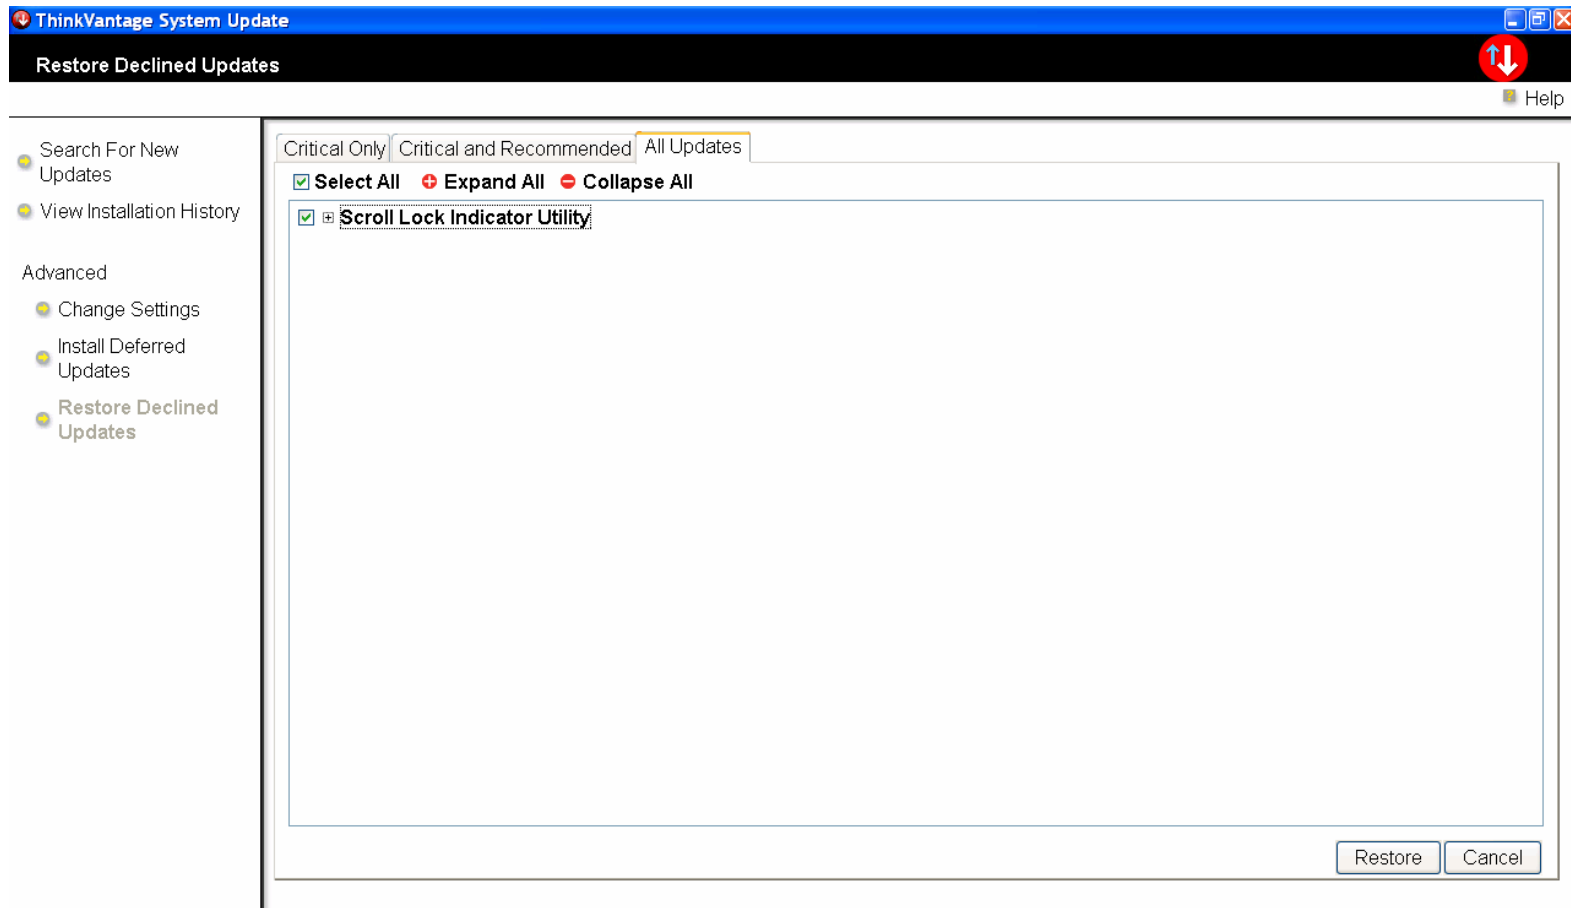 ThinkVantage System Update
Restore Declined Updates
Help
Search For New
Updates
View Installation History
Advanced
Change Settings
Install Deferred
Updates
Restore Declined
Updates
Critical Only Critical and Recommended All Updates
Select All Expand All Collapse All
Scroll Lock Indicator Utility
Restore Cancel